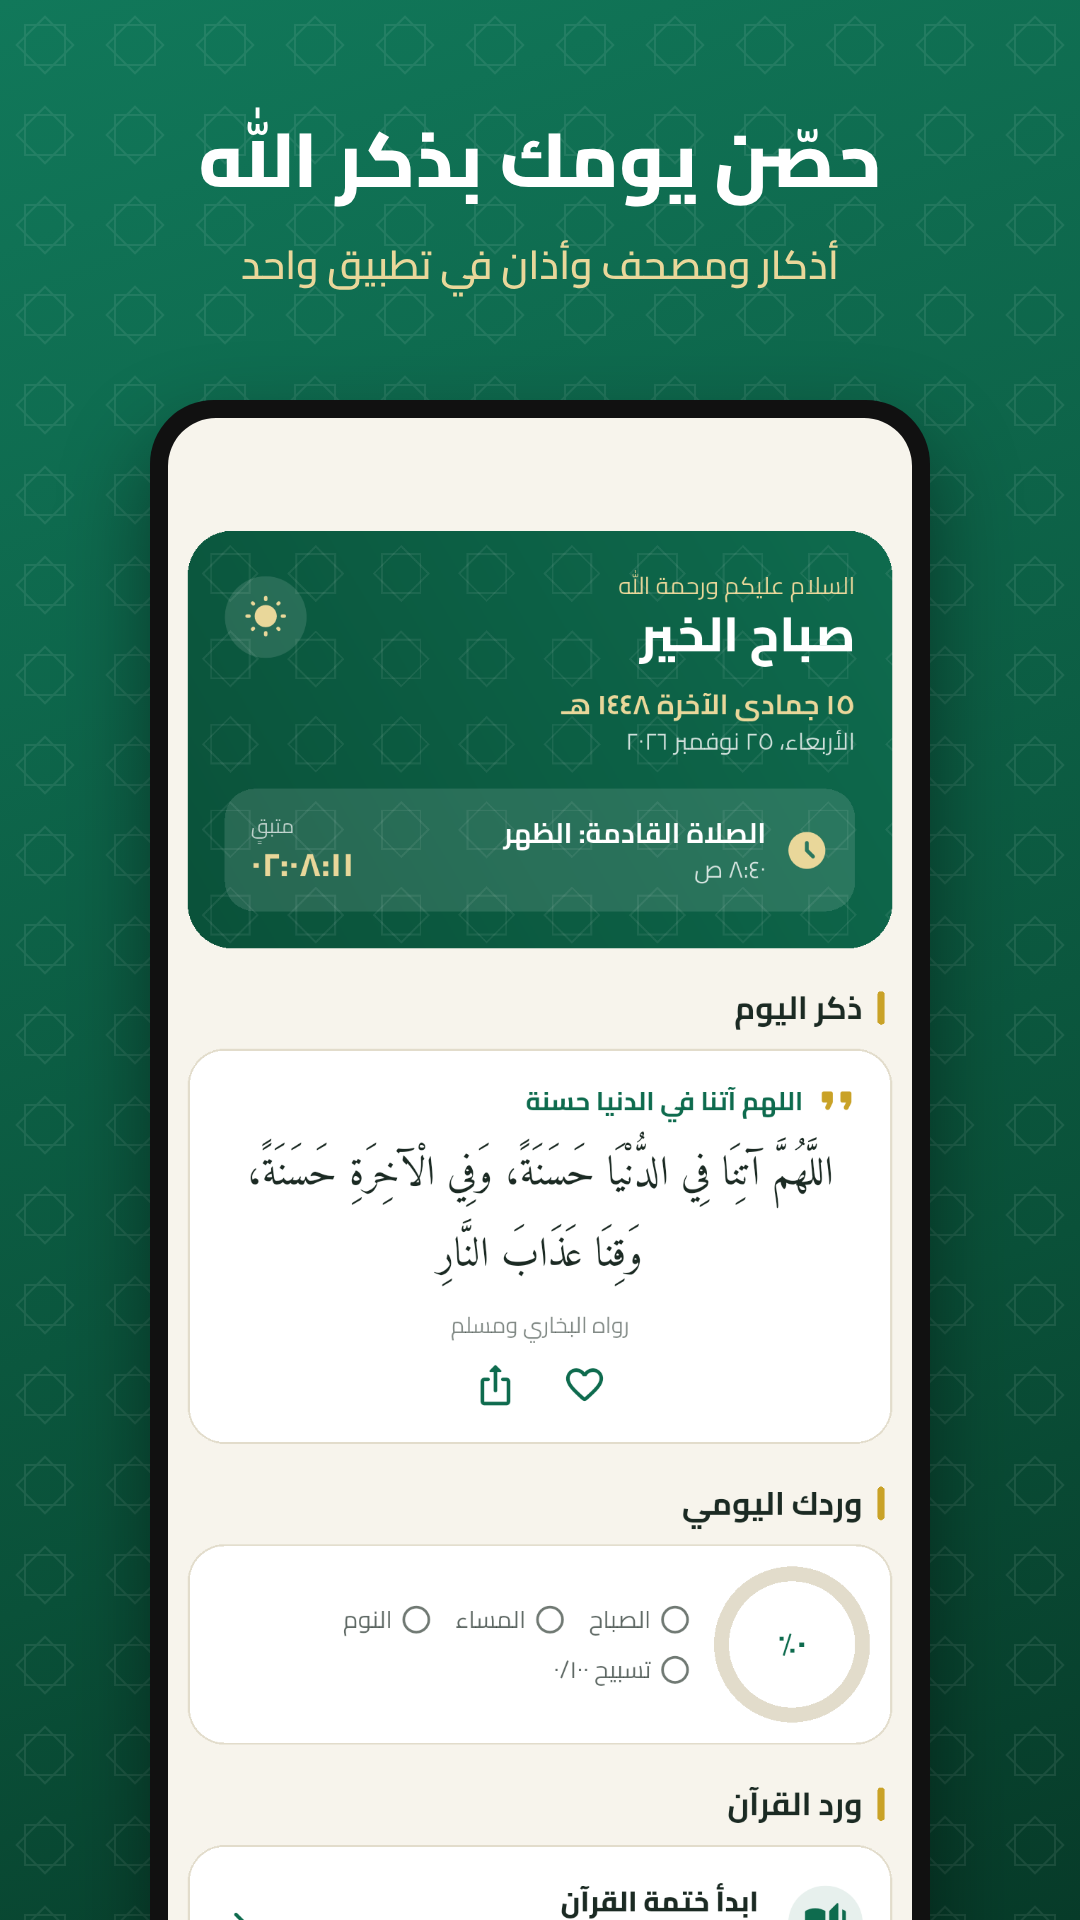 حصّن يومك بذكر الله
أذكار ومصحف وأذان في تطبيق واحد
السلام عليكم ورحمة الله
صباح الخير
١٥ جمادى الآخرة ١٤٤٨ هـ
الأربعاء، ٢٥ نوفمبر ٢٠٢٦
الصلاة القادمة: الظهر
٨:٤٠ ص
متبقٍ
٠٢:٠٨:١١
ذكر اليوم
اللهم آتنا في الدنيا حسنة
اللَّهُمَّ آتِنَا فِي الدُّنْيَا حَسَنَةً، وَفِي الْآخِرَةِ حَسَنَةً،
وَقِنَا عَذَابَ النَّارِ
رواه البخاري ومسلم
وردك اليومي
٠٪
الصباح
المساء
النوم
تسبيح ٠/١٠٠
ورد القرآن
ابدأ ختمة القرآن